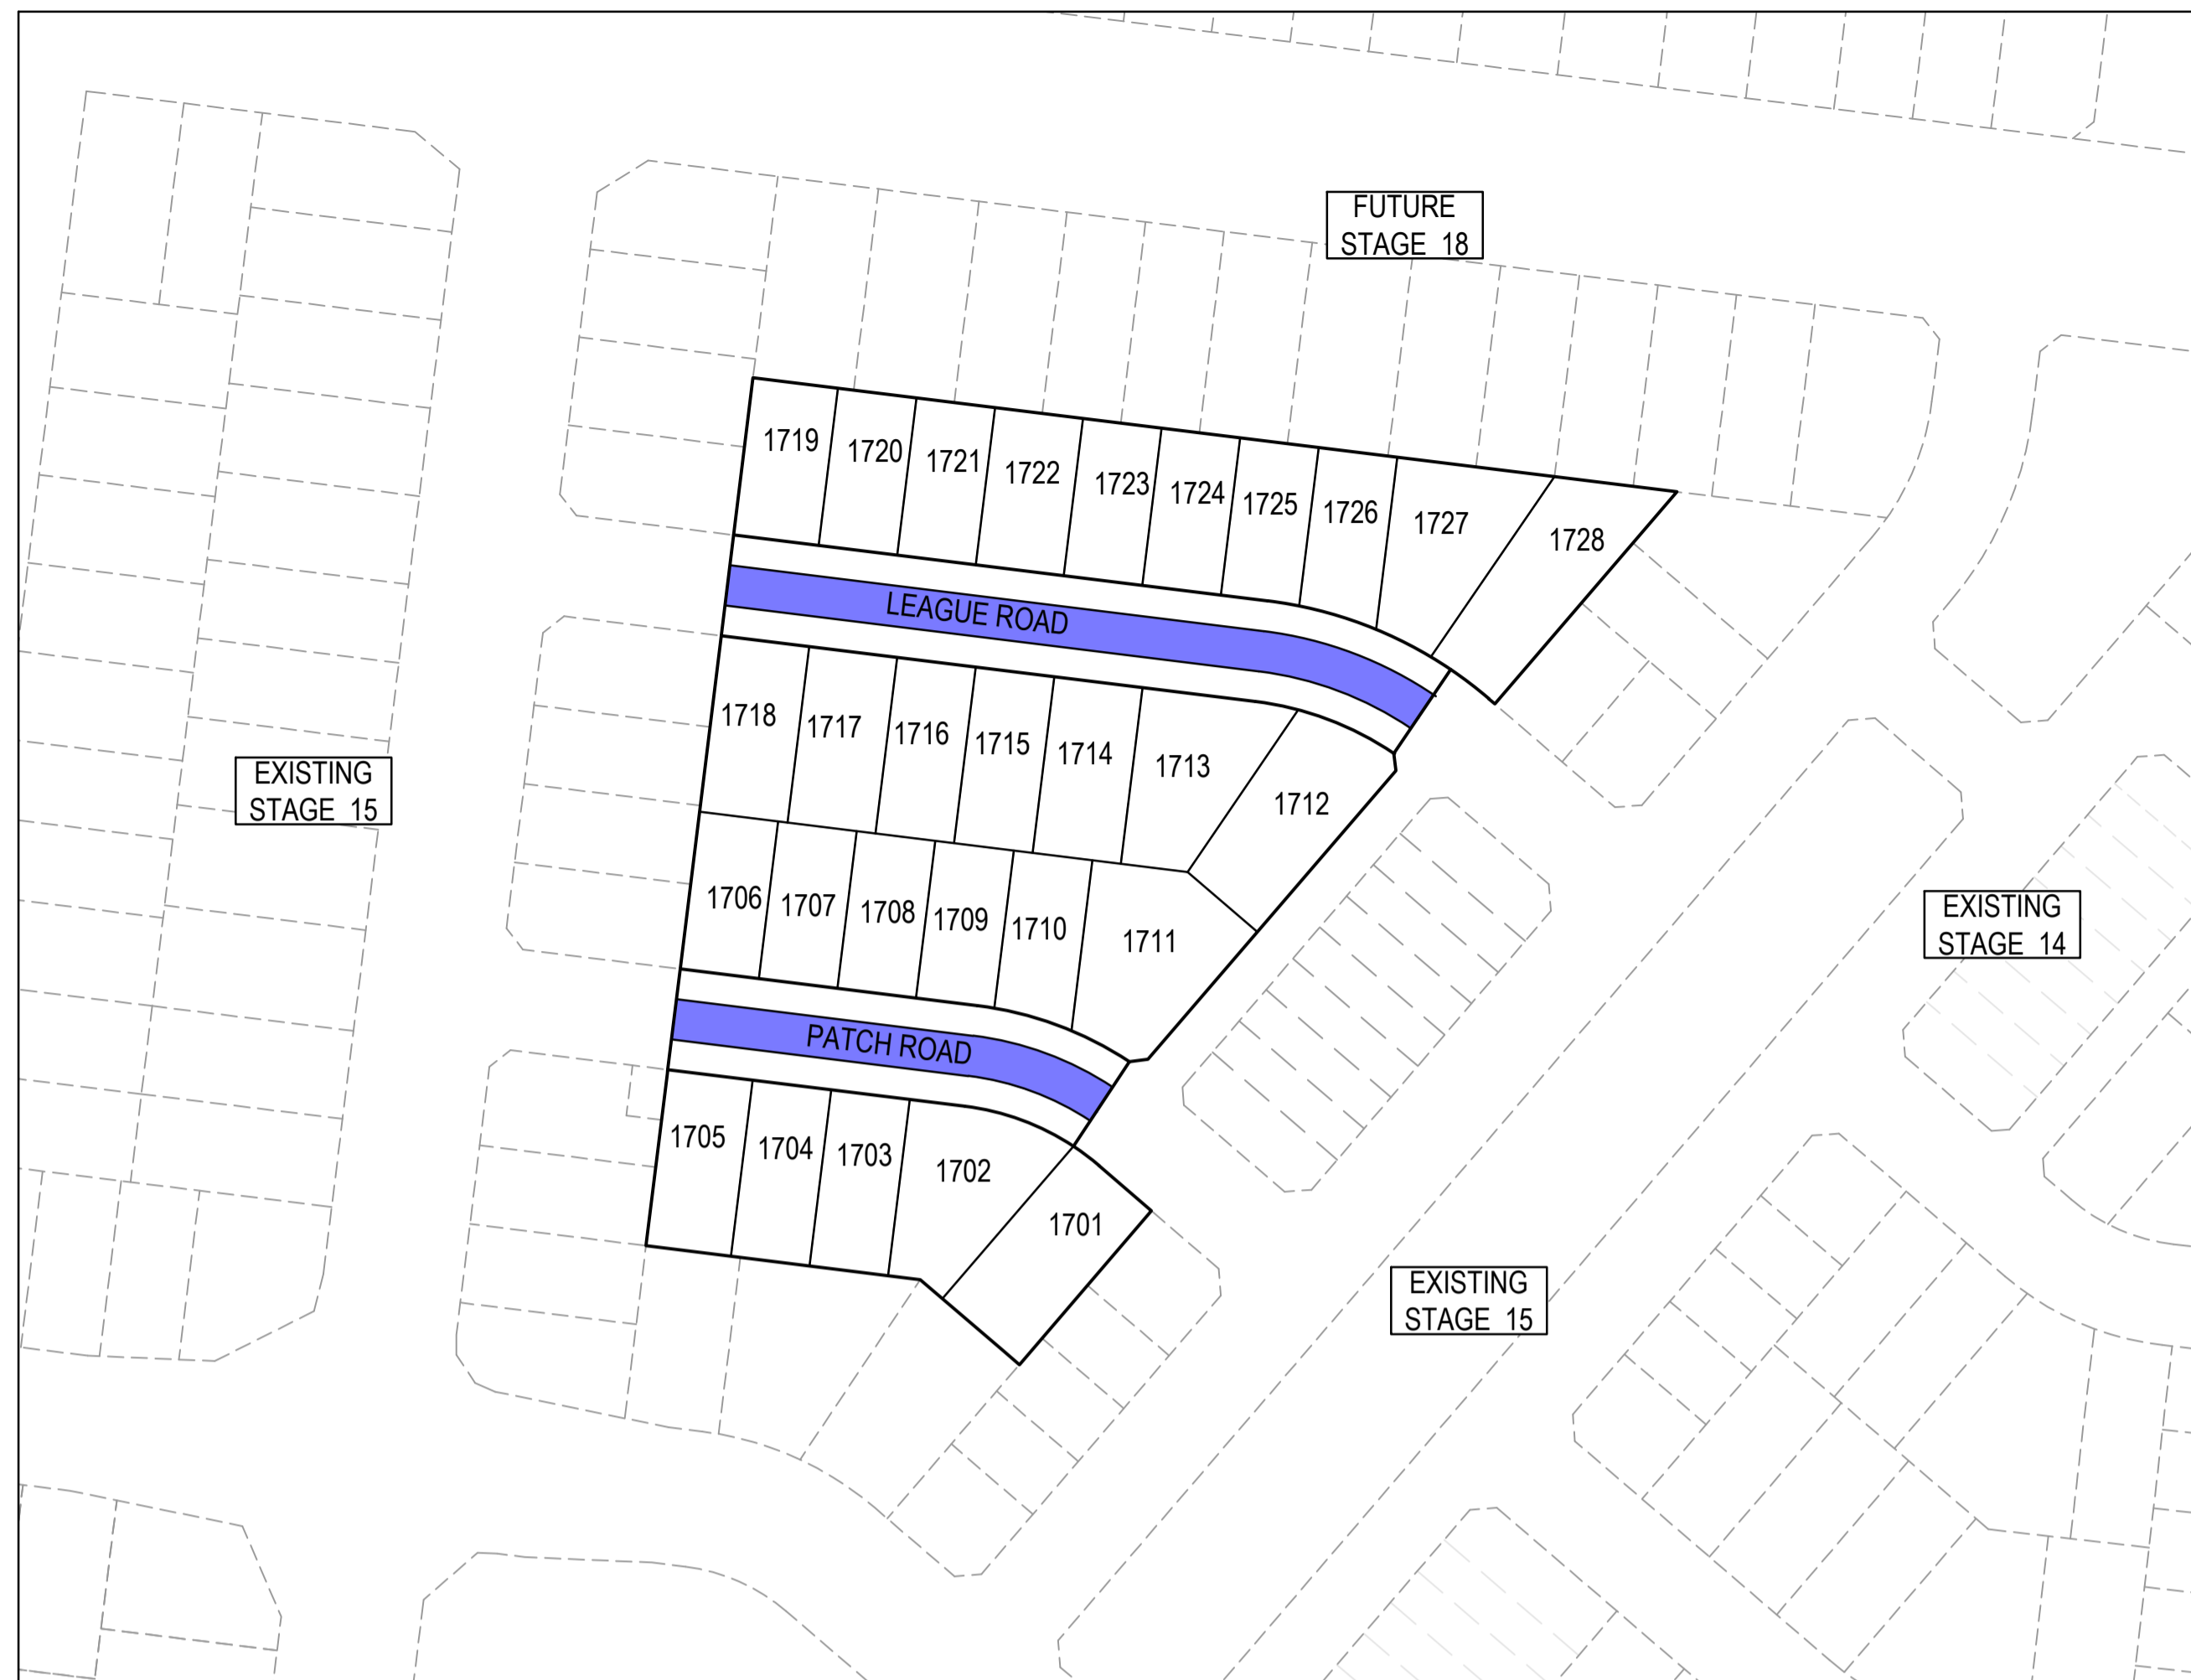 FUTURE
STAGE 18
1719
1720
1721
1722
1723
1724
1725
1726
1727
1728
LEAGUE ROAD
1718
1717
1716
1715
1714
1713
1712
EXISTING
STAGE 15
1706
1707
1708
1709
1710
1711
EXISTING
STAGE 14
PATCH ROAD
1705
1704
1703
1702
1701
EXISTING
STAGE 15